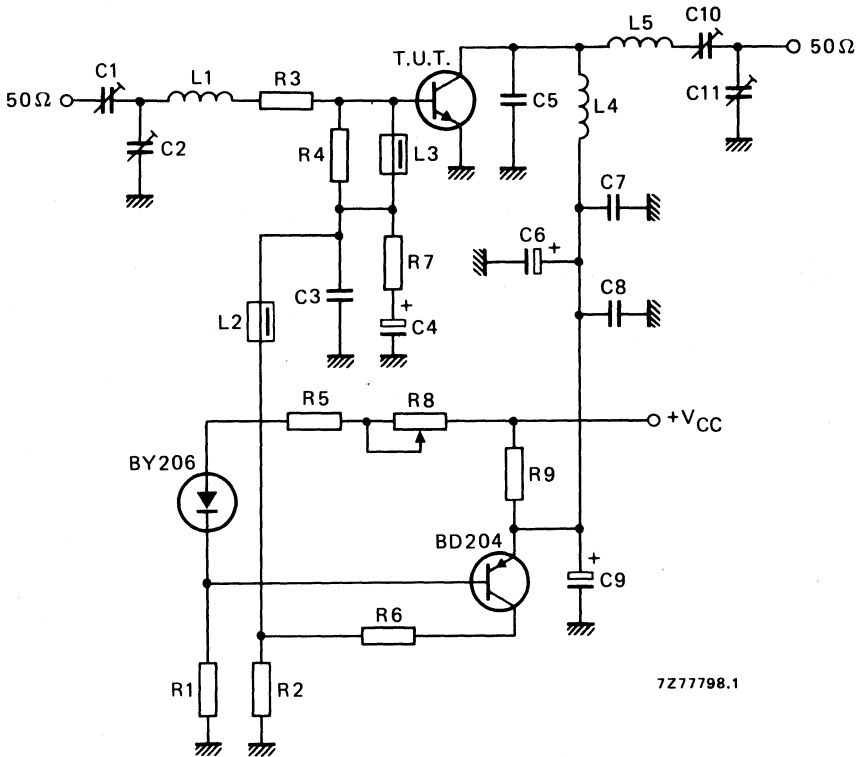 L5
C10
50Ω
T.U.T.
C1
L1
R3
50Ω
C2
C5
L4
C11
R4
L3
C7
C6
+
R7
C3
+
C4
C8
L2
R5
R8
+VCC
BY206
R9
BD204
+
C9
R6
R1
R2
7Z77798.1